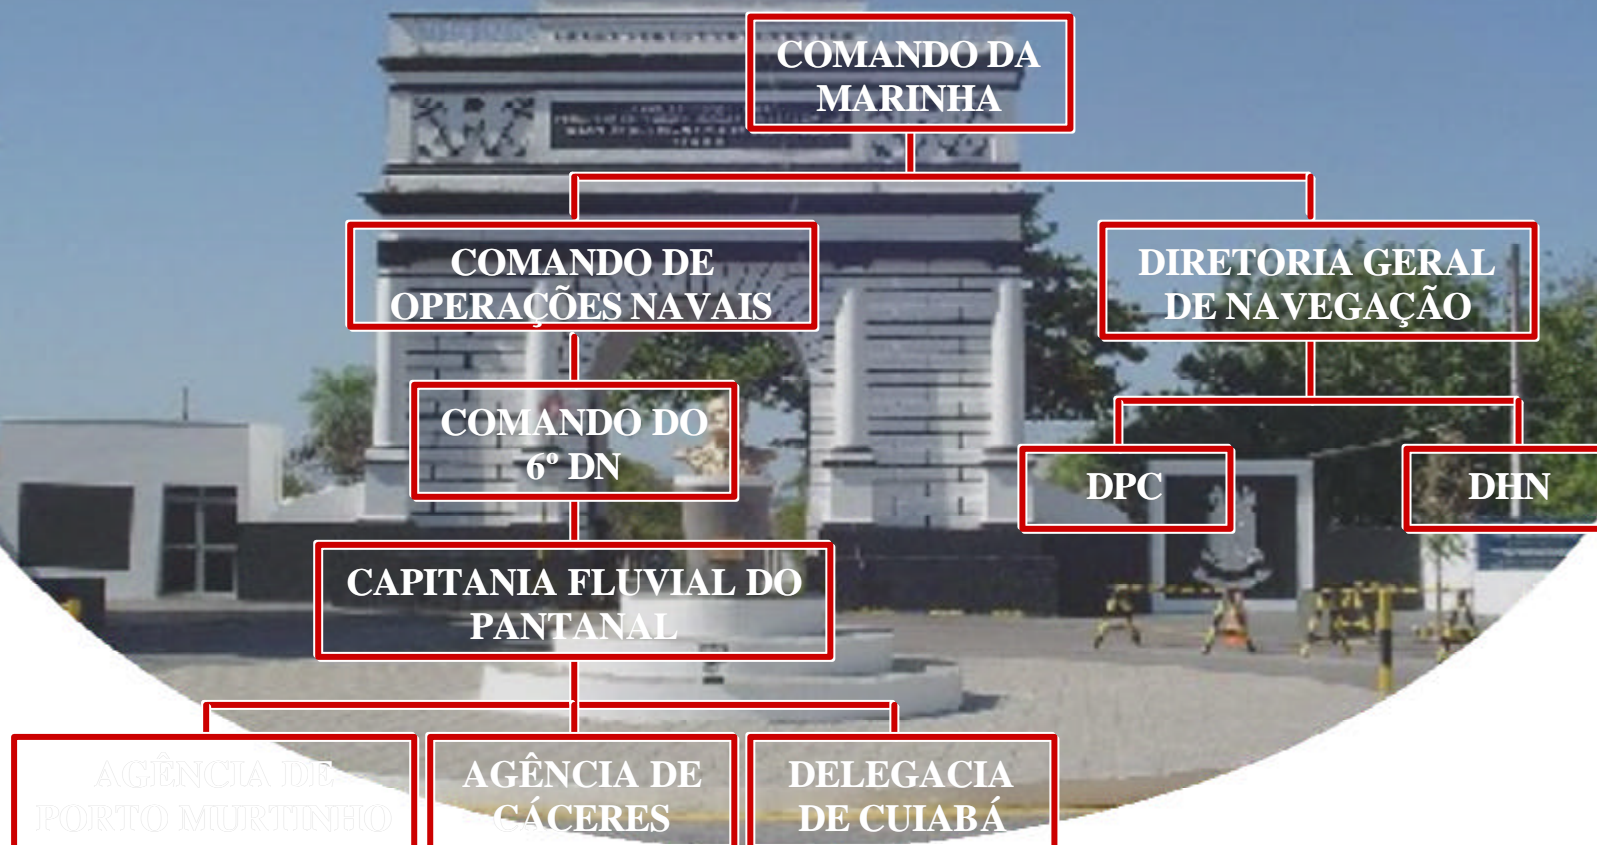 COMANDO DA
MARINHA
COMANDO DE
OPERAÇÕES NAVAIS
DIRETORIA GERAL
DE NAVEGAÇÃO
COMANDO DO
6º DN
DPC
DHN
CAPITANIA FLUVIAL DO
PANTANAL
AGÊNCIA DE
PORTO MURTINHO
AGÊNCIA DE
CÁCERES
DELEGACIA
DE CUIABÁ